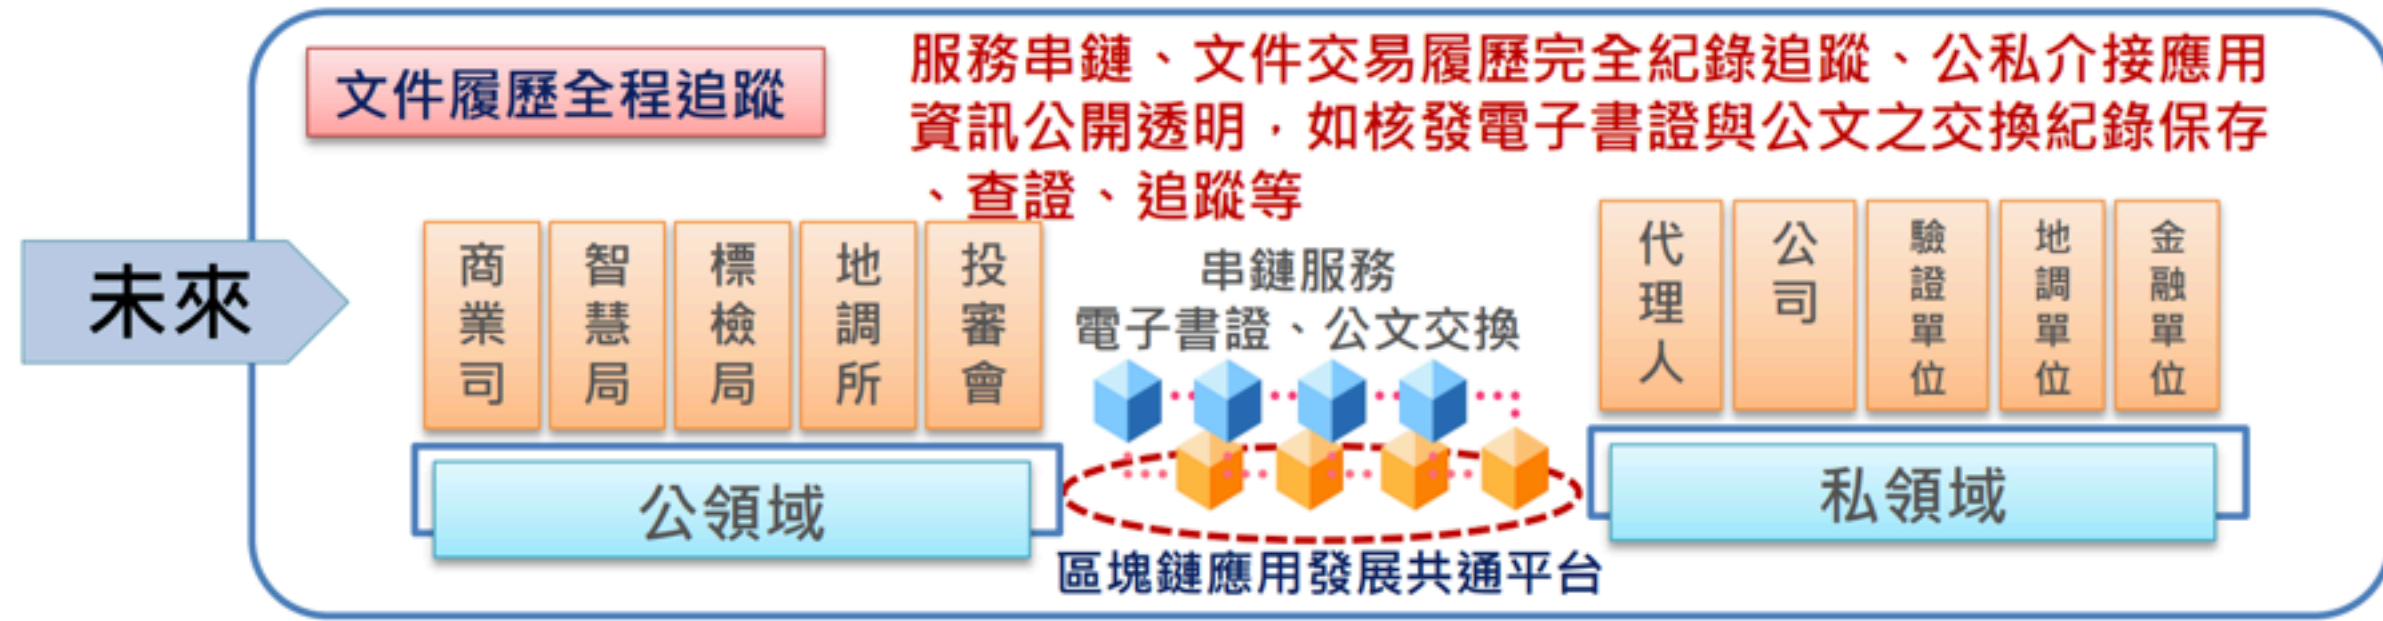 文件履歷全程追蹤
服務串鏈、文件交易履歷完全紀錄追蹤、公私介接應用
資訊公開透明，如核發電子書證與公文之交換紀錄保存
、查證、追蹤等
未來
商業司
智慧局
標檢局
地調所
投審會
串鏈服務
電子書證、公文交換
代理人
公司
驗證單位
地調單位
金融單位
公領域
私領域
區塊鏈應用發展共通平台